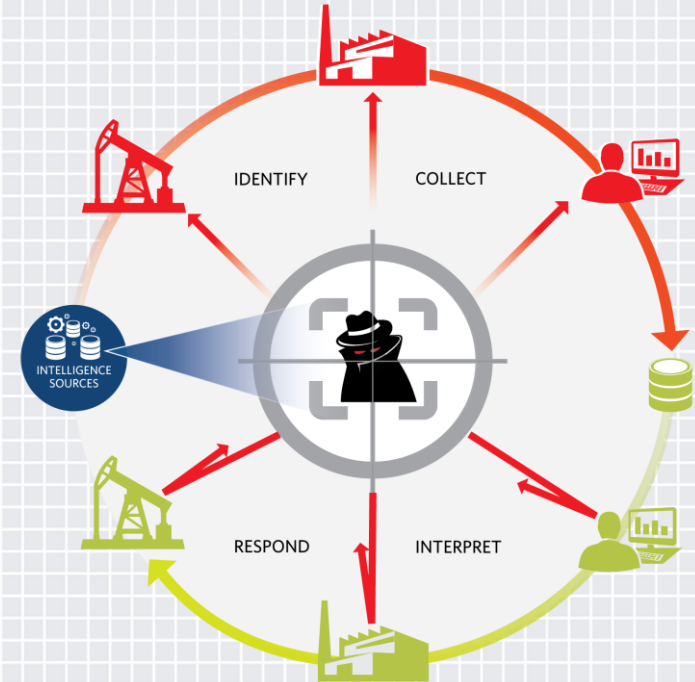 IDENTIFY
COLLECT
INTELLIGENCE
SOURCES
RESPOND
INTERPRET